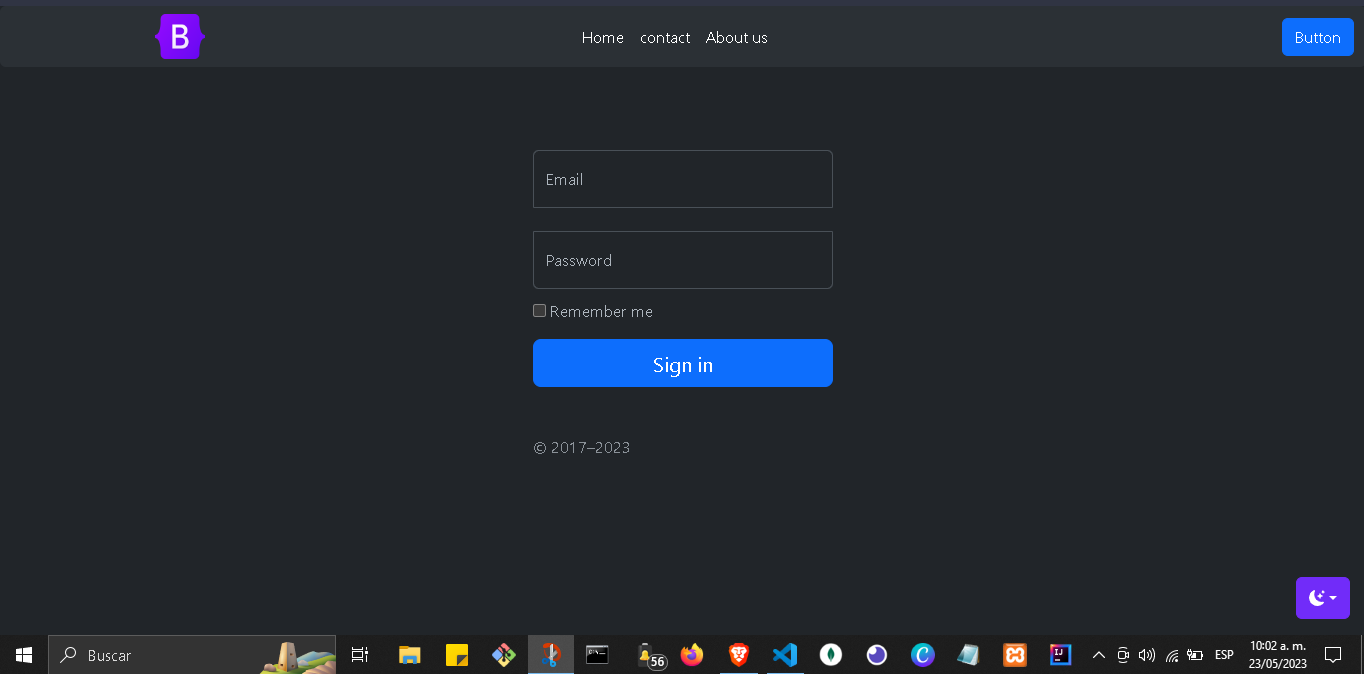 B
Home contact About us
Button
Email
Password
Remember me
Sign in
© 2017–2023
Buscar
56
ESP
10:02 a. m.
23/05/2023